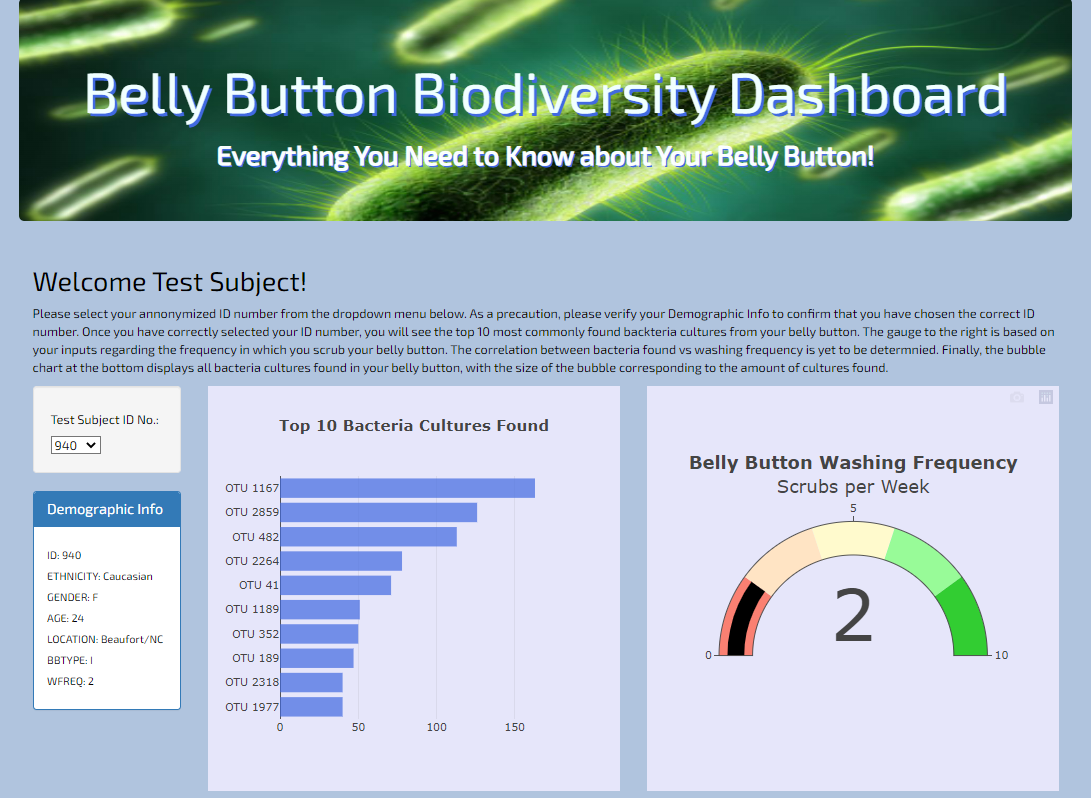 Belly Button Biodiversity Dashboard
Everything You Need to Know about Your Belly Button!
Welcome Test Subject!
Please select your annonymized ID number from the dropdown menu below. As a precaution, please verify your Demographic Info to confirm that you have chosen the correct ID
number. Once you have correctly selected your ID number, you will see the top 10 most commonly found backteria cultures from your belly button. The gauge to the right is based on
your inputs regarding the frequency in which you scrub your belly button. The correlation between bacteria found vs washing frequency is yet to be determnied. Finally, the bubble
chart at the bottom displays all bacteria cultures found in your belly button, with the size of the bubble corresponding to the amount of cultures found.
Test Subject ID No.:
940
Demographic Info
ID: 940
ETHNICITY: Caucasian
GENDER: F
AGE: 24
LOCATION: Beaufort/NC
BBTYPE: I
WFREQ: 2
Top 10 Bacteria Cultures Found
OTU 1167
OTU 2859
OTU 482
OTU 2264
OTU 41
OTU 1189
OTU 352
OTU 189
OTU 2318
OTU 1977
0 50 100 150
Belly Button Washing Frequency
Scrubs per Week
5
2
0 10